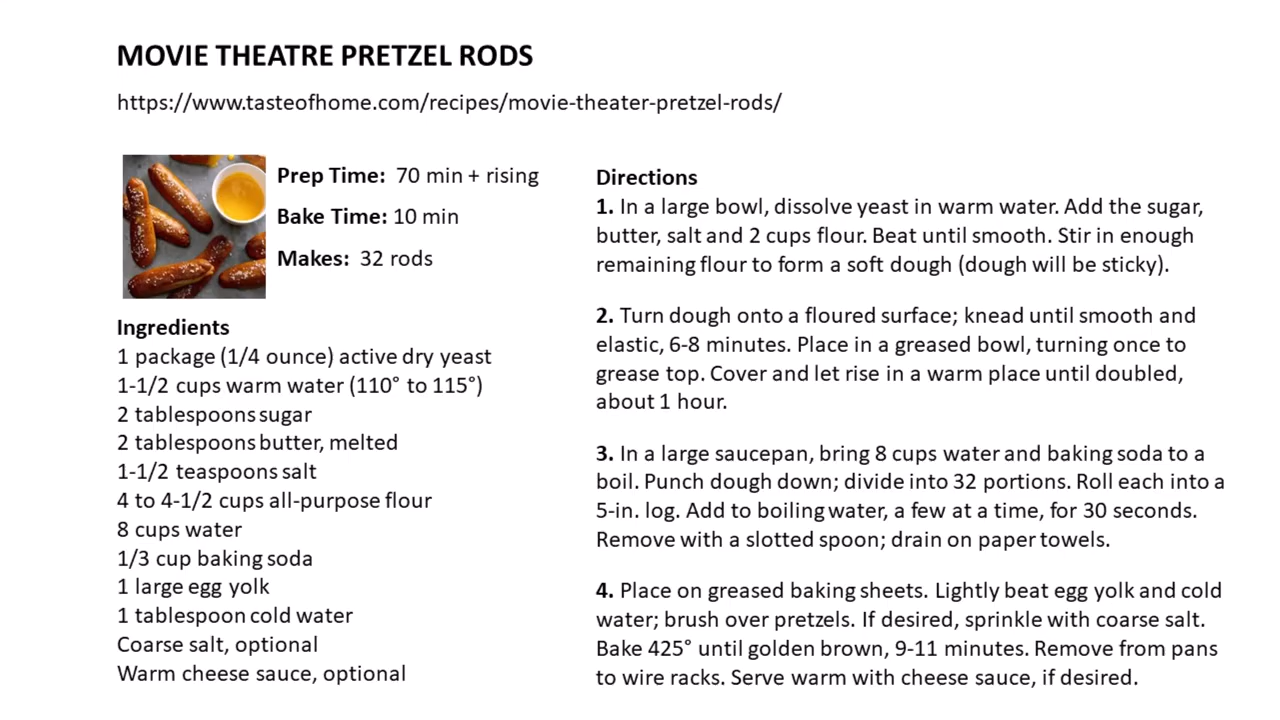 MOVIE THEATRE PRETZEL RODS
https://www.tasteofhome.com/recipes/movie-theater-pretzel-rods/
Prep Time: 70 min + rising
Bake Time: 10 min
Makes: 32 rods
Ingredients
1 package (1/4 ounce) active dry yeast
1-1/2 cups warm water (110° to 115°)
2 tablespoons sugar
2 tablespoons butter, melted
1-1/2 teaspoons salt
4 to 4-1/2 cups all-purpose flour
8 cups water
1/3 cup baking soda
1 large egg yolk
1 tablespoon cold water
Coarse salt, optional
Warm cheese sauce, optional
Directions
1. In a large bowl, dissolve yeast in warm water. Add the sugar,
butter, salt and 2 cups flour. Beat until smooth. Stir in enough
remaining flour to form a soft dough (dough will be sticky).
2. Turn dough onto a floured surface; knead until smooth and
elastic, 6-8 minutes. Place in a greased bowl, turning once to
grease top. Cover and let rise in a warm place until doubled,
about 1 hour.
3. In a large saucepan, bring 8 cups water and baking soda to a
boil. Punch dough down; divide into 32 portions. Roll each into a
5-in. log. Add to boiling water, a few at a time, for 30 seconds.
Remove with a slotted spoon; drain on paper towels.
4. Place on greased baking sheets. Lightly beat egg yolk and cold
water; brush over pretzels. If desired, sprinkle with coarse salt.
Bake 425° until golden brown, 9-11 minutes. Remove from pans
to wire racks. Serve warm with cheese sauce, if desired.